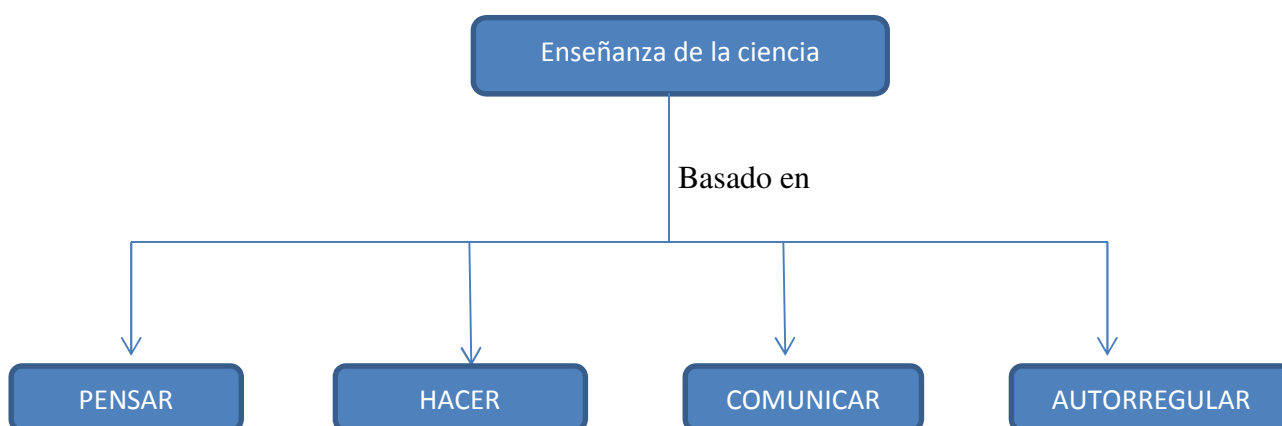 Enseñanza de la ciencia
Basado en
PENSAR
HACER
COMUNICAR
AUTORREGULAR